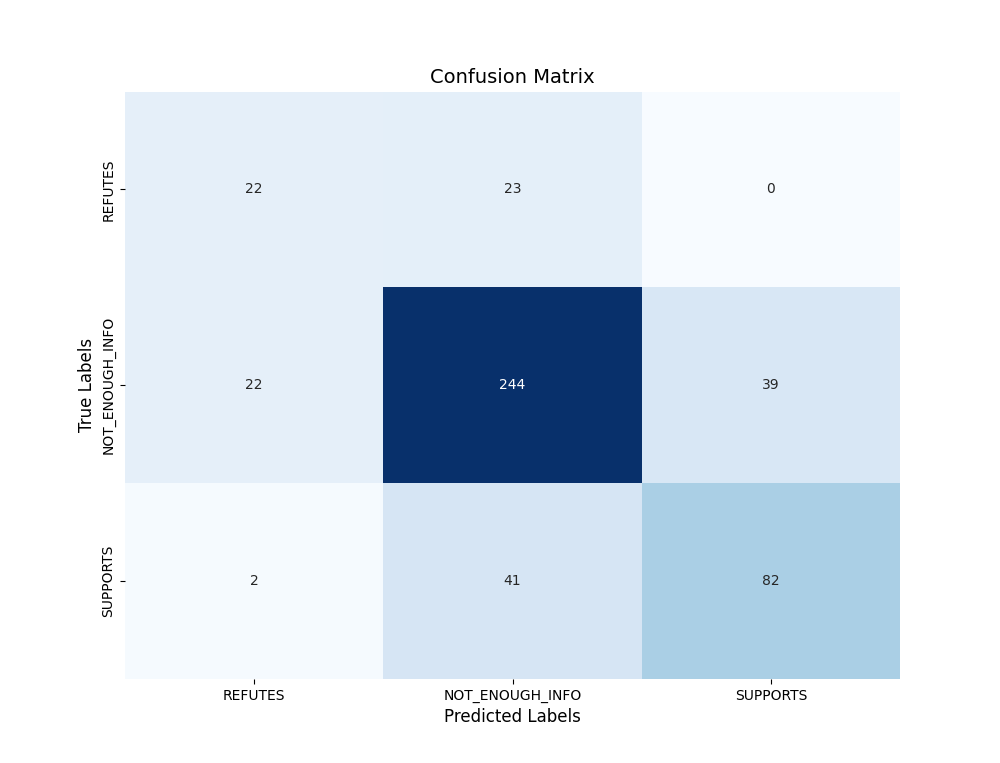 Confusion Matrix
True Labels
REFUTES
22 23 0
NOT_ENOUGH_INFO
22 244 39
SUPPORTS
2 41 82
REFUTES NOT_ENOUGH_INFO SUPPORTS
Predicted Labels